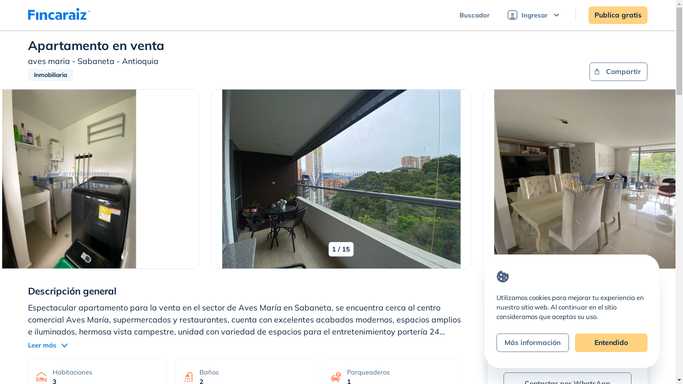 Fincaraiz
Buscador
Ingresar
Publica gratis
Apartamento en venta
aves maria - Sabaneta - Antioquia
Inmobiliaria
Compartir
1 / 15
Descripción general
Espectacular apartamento para la venta en el sector de Aves María en Sabaneta, se encuentra cerca al centro
comercial Aves María, supermercados y restaurantes, cuenta con excelentes acabados modernos, espacios amplios
e iluminados, hermosa vista campestre, unidad con variedad de espacios para el entretenimientoy portería 24...
Leer más
Habitaciones
3
Baños
2
Parqueaderos
1
Utilizamos cookies para mejorar tu experiencia en
nuestro sitio web. Al continuar en el sitio
consideramos que aceptas su uso.
Más información
Entendido
Contactar por WhatsApp